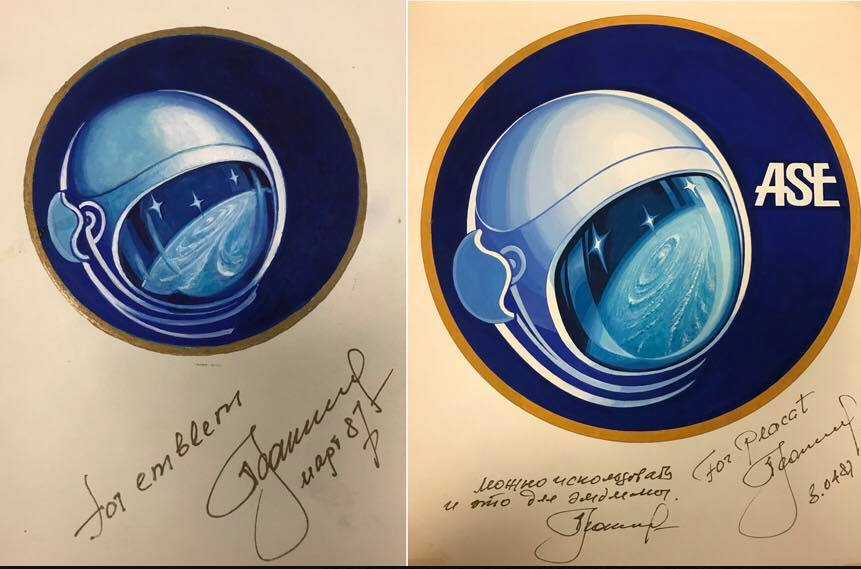 for emblem
март 87
ASE
можно использовать
и это для эмблемы.
For Placat